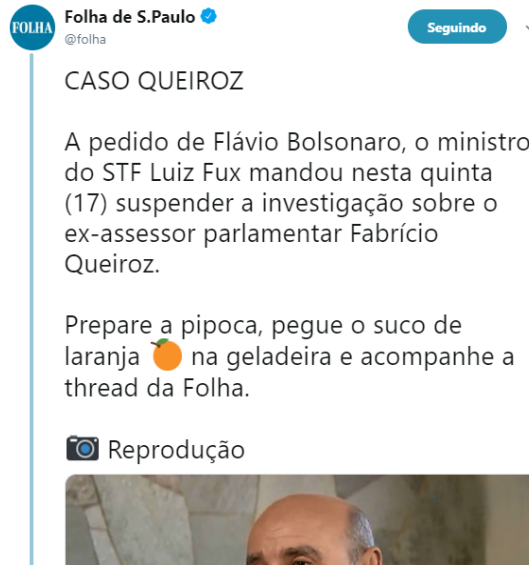 FOLHA
Folha de S.Paulo
@folha
Seguindo
CASO QUEIROZ
A pedido de Flávio Bolsonaro, o ministro
do STF Luiz Fux mandou nesta quinta
(17) suspender a investigação sobre o
ex-assessor parlamentar Fabrício
Queiroz.
Prepare a pipoca, pegue o suco de
laranja 🍊 na geladeira e acompanhe a
thread da Folha.
📷 Reprodução